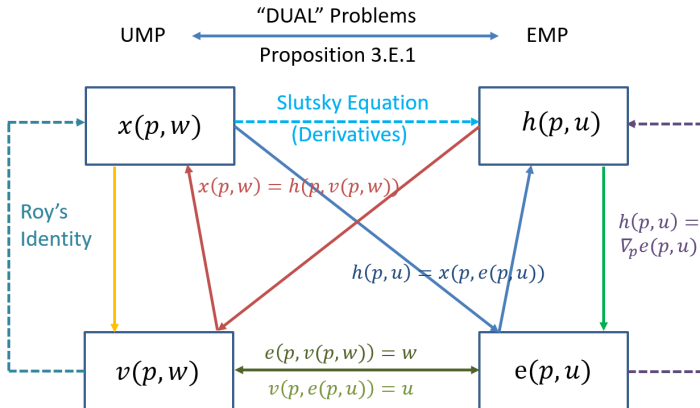 “DUAL” Problems
UMP
EMP
Proposition 3.E.1
x(p, w)
Slutsky Equation
(Derivatives)
h(p, u)
x(p, w) = h(p, v(p, w))
Roy’s
Identity
h(p, u) =
∇ₚe(p, u)
h(p, u) = x(p, e(p, u))
v(p, w)
e(p, v(p, w)) = w
v(p, e(p, u)) = u
e(p, u)